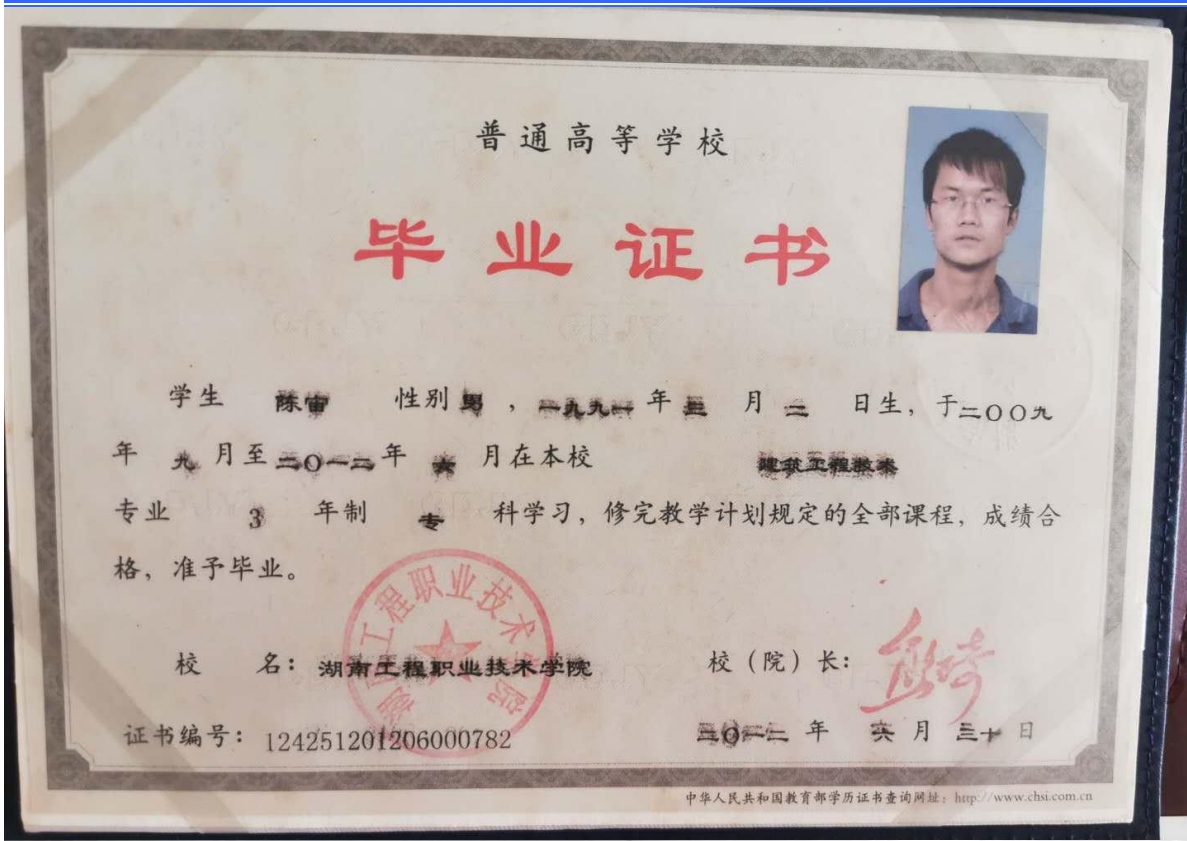 普通高等学校
毕业证书
学生 陈宙 性别 男 ，一九九一 年 三 月 二 日生，于二〇〇九
年 九 月至 二〇一二 年 六 月在本校 建筑工程技术
专业 3 年制 专 科学习，修完教学计划规定的全部课程，成绩合
格，准予毕业。
湖南工程职业技术学院
校 名：湖南工程职业技术学院 校（院）长：
证书编号：124251201206000782 二〇一二 年 六 月 三十 日
中华人民共和国教育部学历证书查询网址：http://www.chsi.com.cn